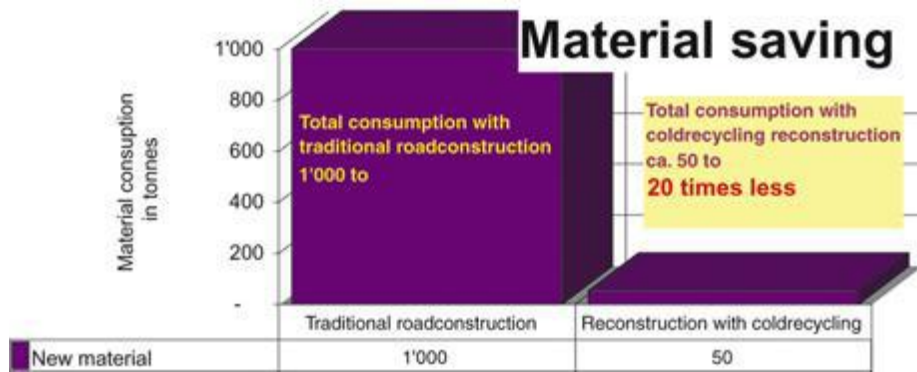 Material saving
Material consuption
in tonnes
1'000
800
600
400
200
-
Total consumption with
traditional roadconstruction
1'000 to
Total consumption with
coldrecycling reconstruction
ca. 50 to
20 times less
Traditional roadconstruction
Reconstruction with coldrecycling
New material
1'000
50